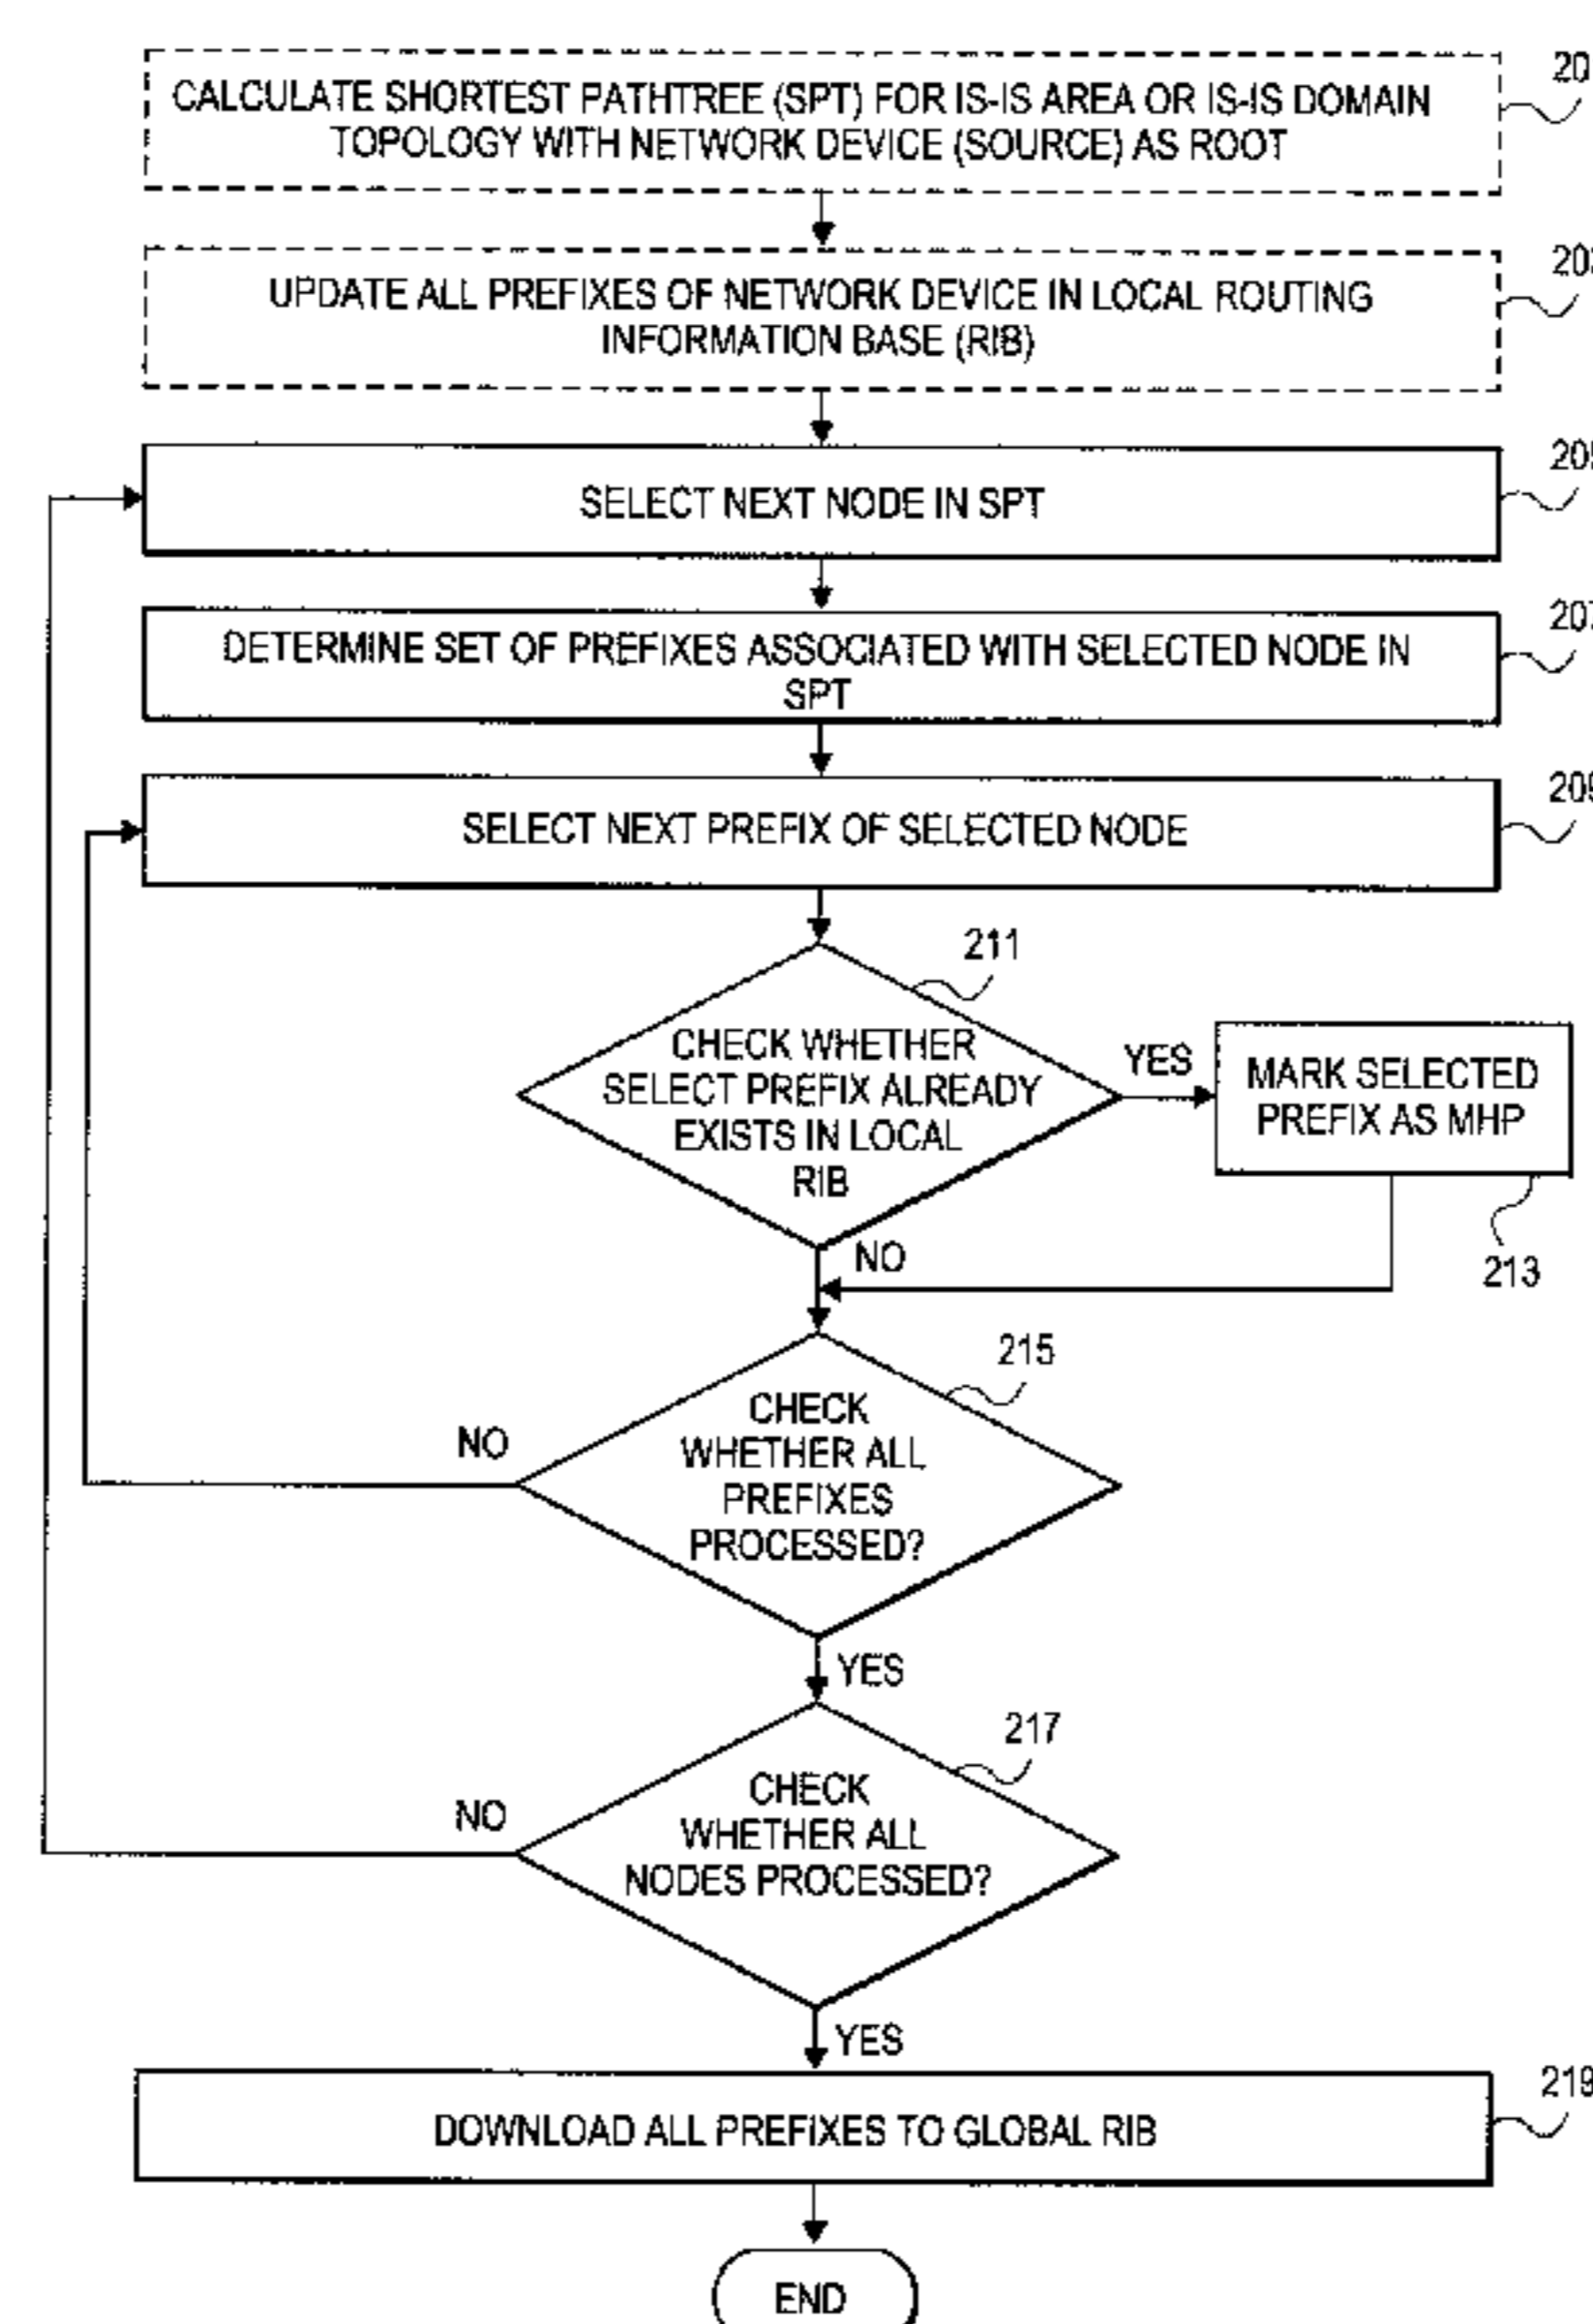 CALCULATE SHORTEST PATHTREE (SPT) FOR IS-IS AREA OR IS-IS DOMAIN
TOPOLOGY WITH NETWORK DEVICE (SOURCE) AS ROOT
UPDATE ALL PREFIXES OF NETWORK DEVICE IN LOCAL ROUTING
INFORMATION BASE (RIB)
SELECT NEXT NODE IN SPT
205
DETERMINE SET OF PREFIXES ASSOCIATED WITH SELECTED NODE IN
SPT
207
SELECT NEXT PREFIX OF SELECTED NODE
209
211
CHECK WHETHER
SELECT PREFIX ALREADY
EXISTS IN LOCAL
RIB
YES
MARK SELECTED
PREFIX AS MHP
213
NO
215
CHECK
WHETHER ALL
PREFIXES
PROCESSED?
NO
YES
217
CHECK
WHETHER ALL
NODES PROCESSED?
NO
YES
DOWNLOAD ALL PREFIXES TO GLOBAL RIB
219
END